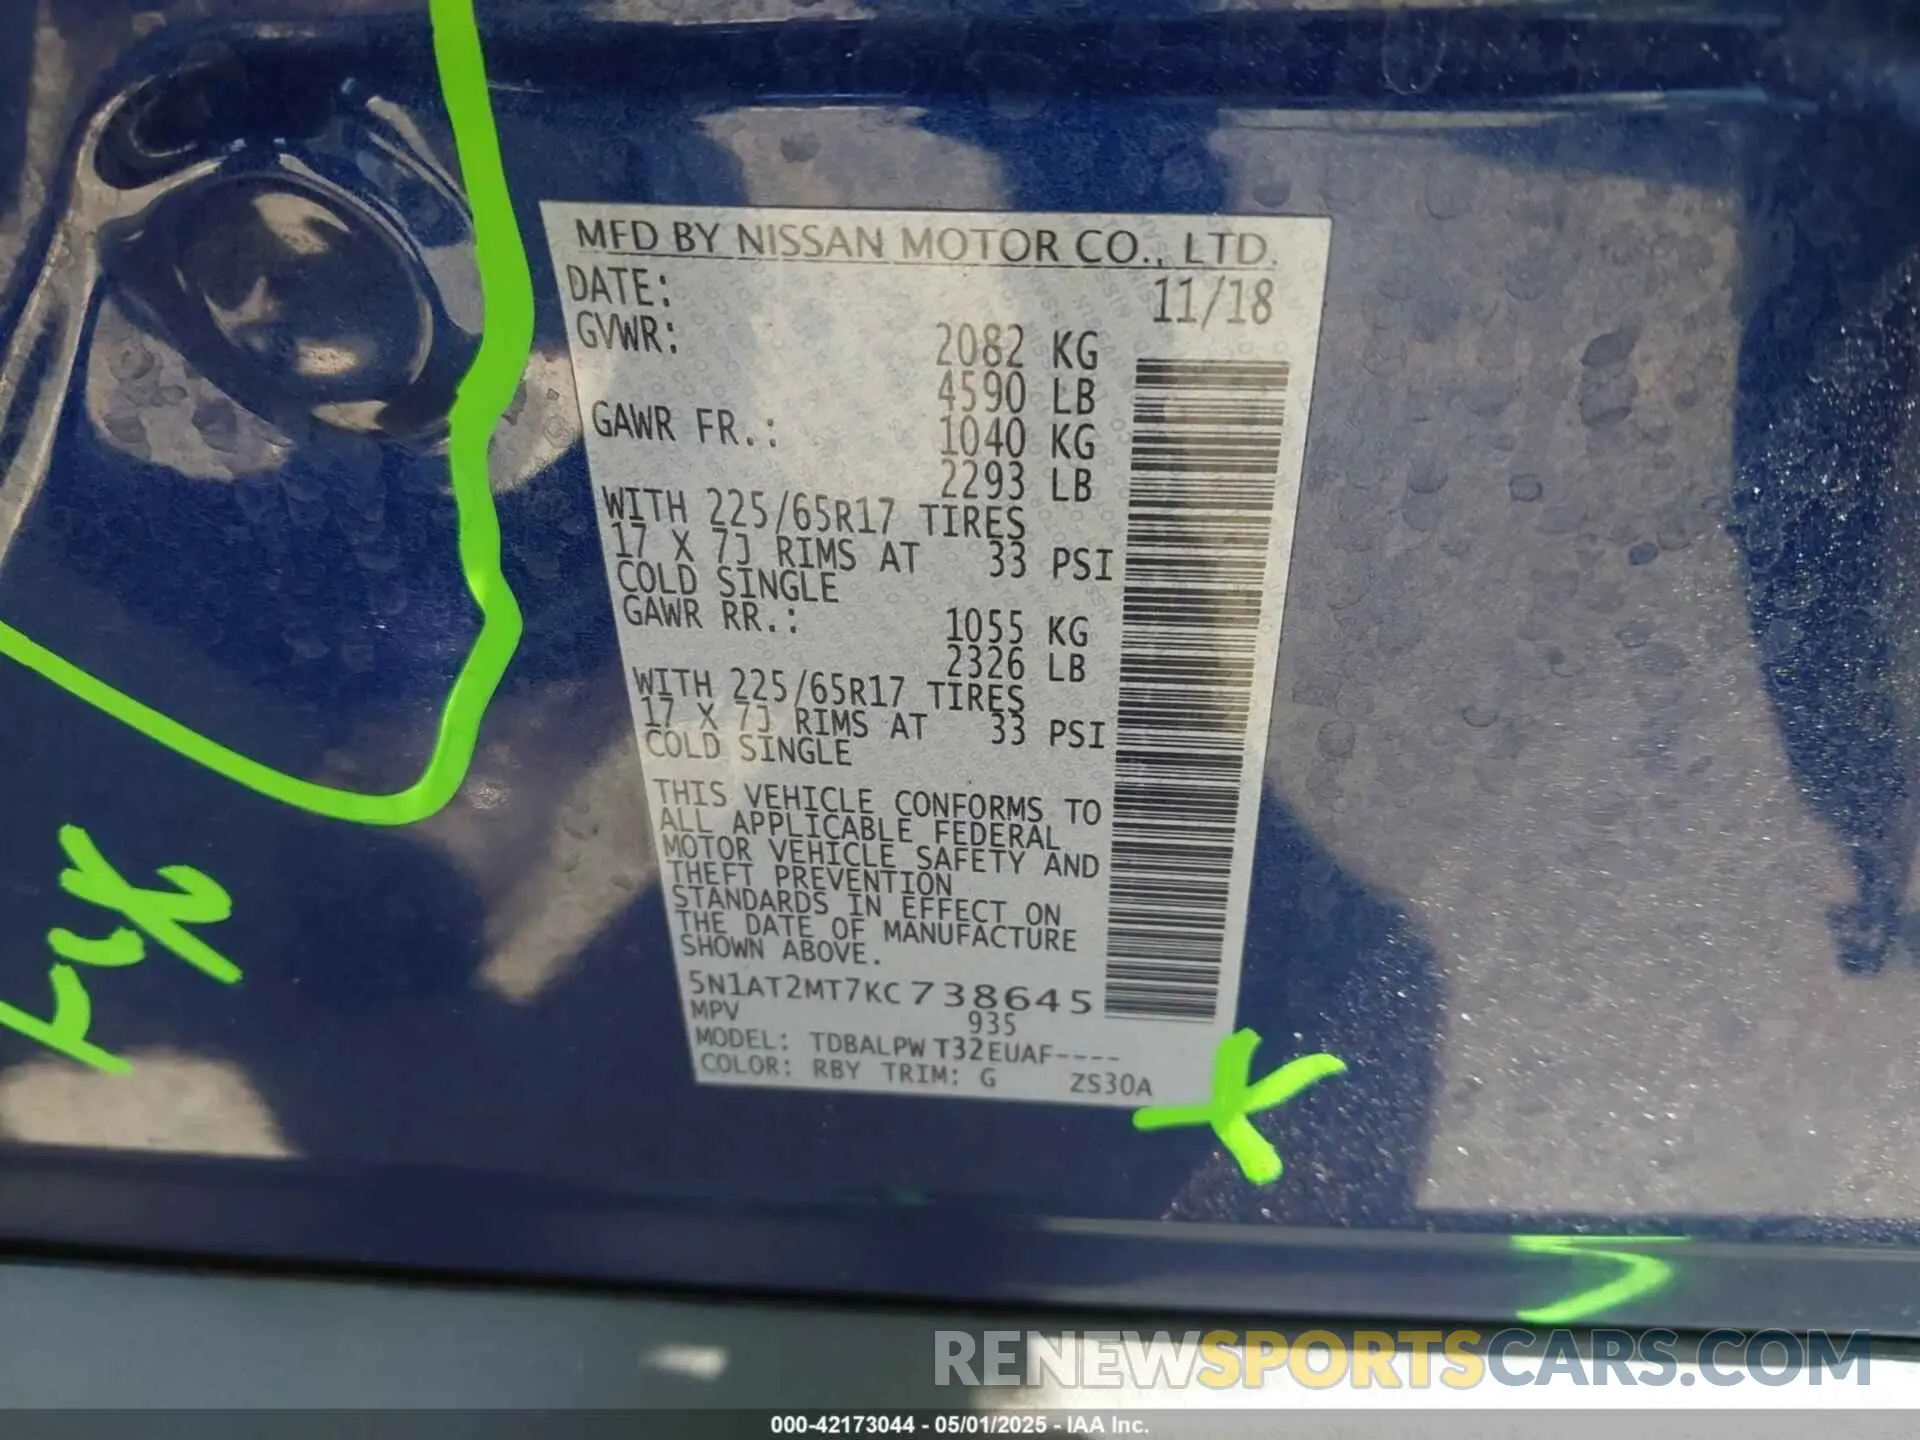 MFD BY NISSAN MOTOR CO., LTD.
DATE: 11/18
GVWR: 2082 KG
4590 LB
GAWR FR.: 1040 KG
2293 LB
WITH 225/65R17 TIRES
17 X 7J RIMS AT 33 PSI
COLD SINGLE
GAWR RR.: 1055 KG
2326 LB
WITH 225/65R17 TIRES
17 X 7J RIMS AT 33 PSI
COLD SINGLE
THIS VEHICLE CONFORMS TO
ALL APPLICABLE FEDERAL
MOTOR VEHICLE SAFETY AND
THEFT PREVENTION
STANDARDS IN EFFECT ON
THE DATE OF MANUFACTURE
SHOWN ABOVE.
5N1AT2MT7KC738645
MPV 935
MODEL: TDBALPW T32EUAF----
COLOR: RBY TRIM: G ZS30A
RENEWSPORTSCARS.COM
000-42173044 - 05/01/2025 - IAA Inc.